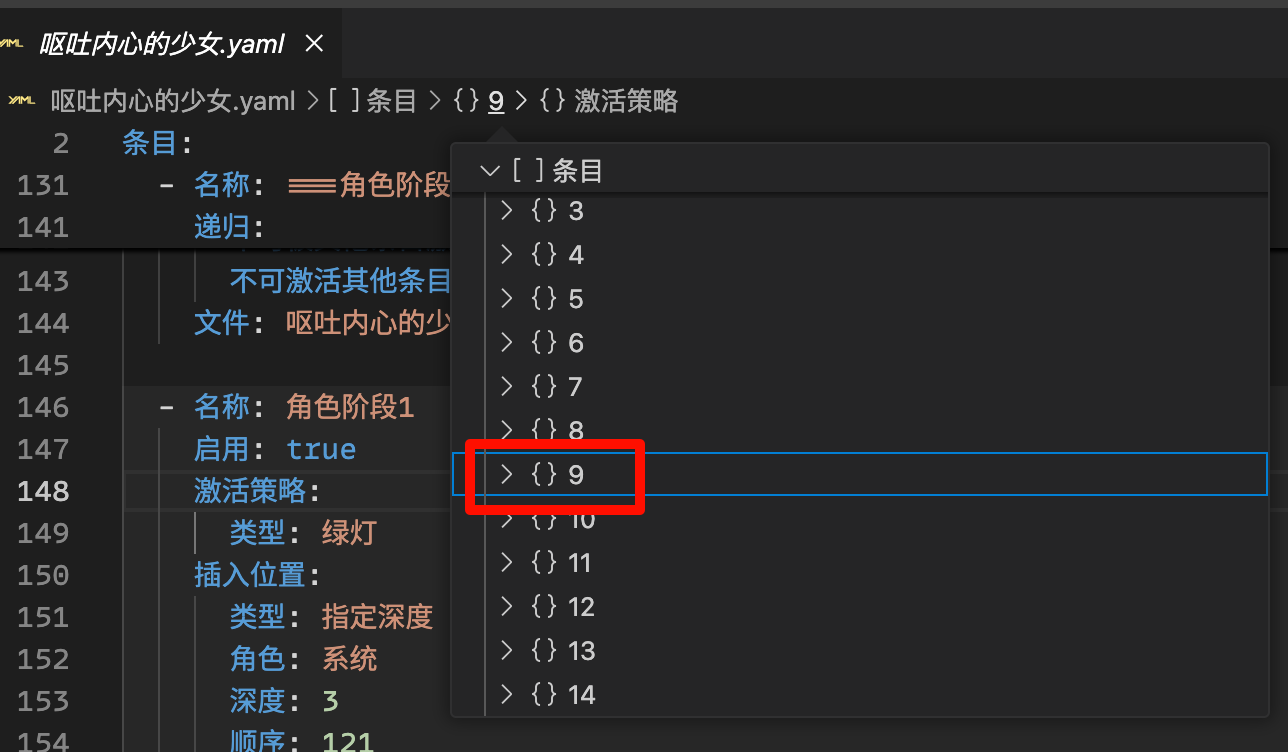 YAML 呕吐内心的少女.yaml ×
YAML 呕吐内心的少女.yaml > [ ] 条目 > {} 9 > {} 激活策略
2 条目:
131 - 名称: ===角色阶段
141 递归:
143 不可激活其他条目
144 文件: 呕吐内心的少
145
146 - 名称: 角色阶段1
147 启用: true
148 激活策略:
149 类型: 绿灯
150 插入位置:
151 类型: 指定深度
152 角色: 系统
153 深度: 3
154 顺序: 121
[ ] 条目
> {} 3
> {} 4
> {} 5
> {} 6
> {} 7
> {} 8
> {} 9
> {} 10
> {} 11
> {} 12
> {} 13
> {} 14